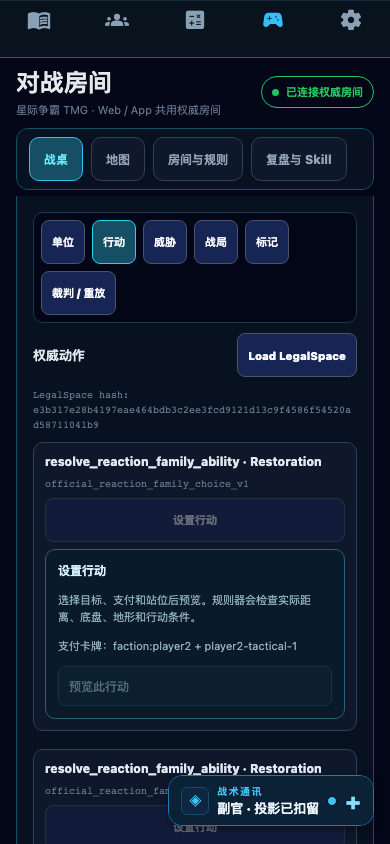 对战房间
星际争霸 TMG · Web / App 共用权威房间
已连接权威房间
战桌
地图
房间与规则
复盘与 Skill
单位
行动
威胁
战局
标记
裁判 / 重放
权威动作
Load LegalSpace
LegalSpace hash:
e3b317e28b4197eae464bdb3c2ee3fcd9121d13c9f4586f54520a
d58711041b9
resolve_reaction_family_ability · Restoration
official_reaction_family_choice_v1
设置行动
设置行动
选择目标、支付和站位后预览。规则器会检查实际距
离、底盘、地形和行动条件。
支付卡牌：faction:player2 + player2-tactical-1
预览此行动
resolve_reaction_family_ability · Restoration
official_reaction_fam
设置行动
战术通讯
副官 · 投影已扣留